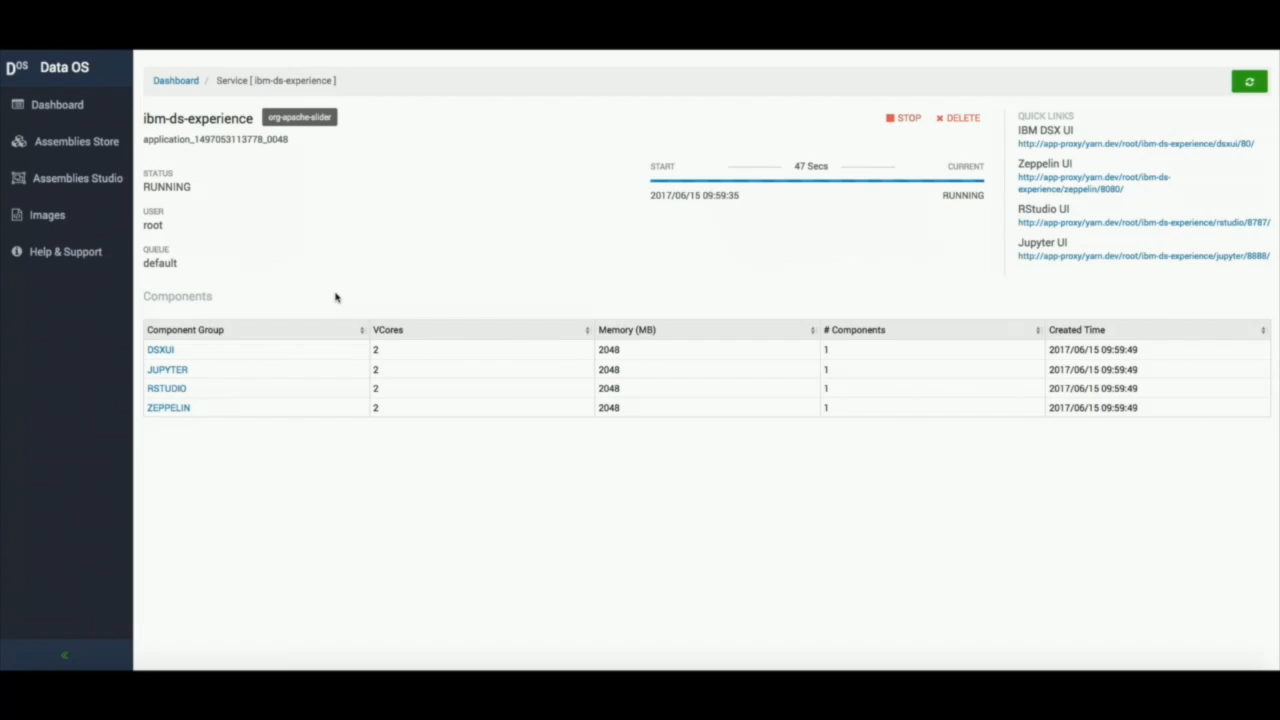 DOS Data OS
Dashboard
Assemblies Store
Assemblies Studio
Images
Help & Support
Dashboard / Service [ ibm-ds-experience ]
ibm-ds-experience org-apache-slider
application_1497053113778_0048
STOP DELETE
STATUS
RUNNING
USER
root
QUEUE
default
START 47 Secs CURRENT
2017/06/15 09:59:35 RUNNING
QUICK LINKS
IBM DSX UI
http://app-proxy/yarn.dev/root/ibm-ds-experience/dsxui/80/
Zeppelin UI
http://app-proxy/yarn.dev/root/ibm-ds-
experience/zeppelin/8080/
RStudio UI
http://app-proxy/yarn.dev/root/ibm-ds-experience/rstudio/8787/
Jupyter UI
http://app-proxy/yarn.dev/root/ibm-ds-experience/jupyter/8888/
Components
Component Group VCores Memory (MB) # Components Created Time
DSXUI 2 2048 1 2017/06/15 09:59:49
JUPYTER 2 2048 1 2017/06/15 09:59:49
RSTUDIO 2 2048 1 2017/06/15 09:59:49
ZEPPELIN 2 2048 1 2017/06/15 09:59:49